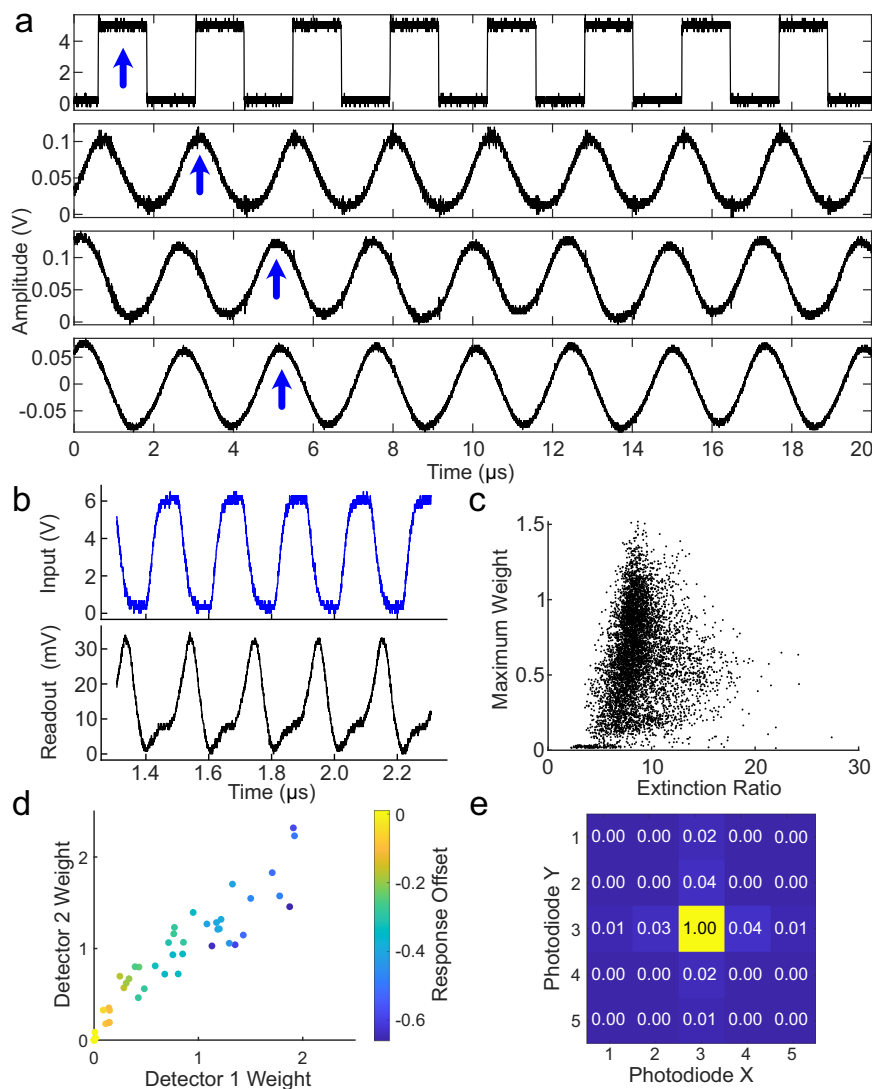 a
4
2
0
0.1
0.05
0
0.1
0.05
0
0.05
0
-0.05
Amplitude (V)
0 2 4 6 8 10 12 14 16 18 20
Time (µs)
b
6
4
2
0
Input (V)
30
20
10
0
Readout (mV)
1.4 1.6 1.8 2.0 2.2
Time (µs)
c
1.5
1
0.5
0
Maximum Weight
0 10 20 30
Extinction Ratio
d
2
1
0
Detector 2 Weight
0 1 2
Detector 1 Weight
0
-0.2
-0.4
-0.6
Response Offset
e
Photodiode Y
1 0.00 0.00 0.02 0.00 0.00
2 0.00 0.00 0.04 0.00 0.00
3 0.01 0.03 1.00 0.04 0.01
4 0.00 0.00 0.02 0.00 0.00
5 0.00 0.00 0.01 0.00 0.00
1 2 3 4 5
Photodiode X